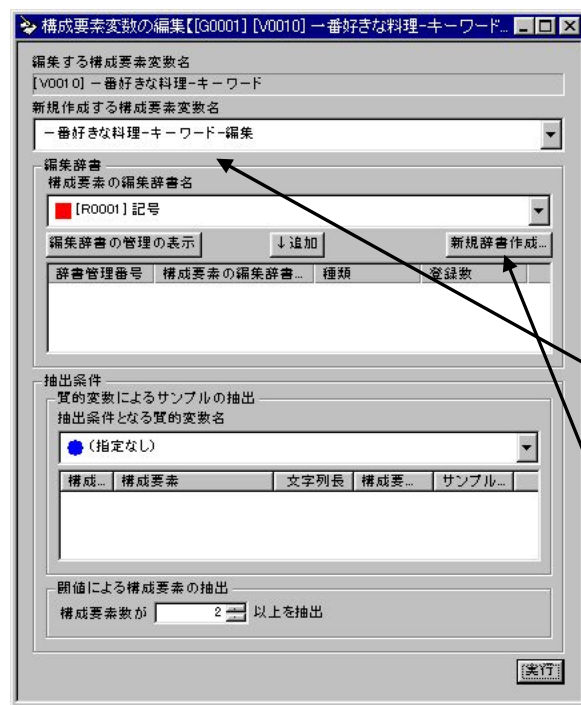 構成要素変数の編集【[G0001] [V0010] 一番好きな料理-キーワード...
編集する構成要素変数名
[V0010] 一番好きな料理-キーワード
新規作成する構成要素変数名
一番好きな料理-キーワード-編集
編集辞書
構成要素の編集辞書名
[R0001] 記号
編集辞書の管理の表示 ↓追加 新規辞書作成...
辞書管理番号 構成要素の編集辞書... 種類 登録数
抽出条件
質的変数によるサンプルの抽出
抽出条件となる質的変数名
(指定なし)
構成... 構成要素 文字列長 構成要... サンプル...
閾値による構成要素の抽出
構成要素数が 2 以上を抽出
実行